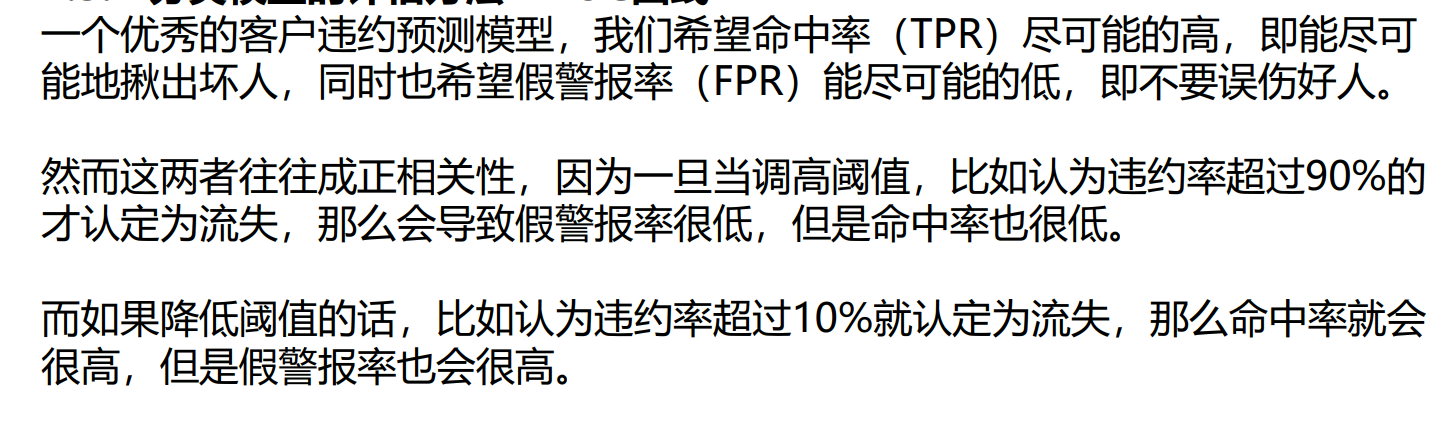 一个优秀的客户违约预测模型，我们希望命中率（TPR）尽可能的高，即能尽可
能地揪出坏人，同时也希望假警报率（FPR）能尽可能的低，即不要误伤好人。
然而这两者往往成正相关性，因为一旦当调高阈值，比如认为违约率超过90%的
才认定为流失，那么会导致假警报率很低，但是命中率也很低。
而如果降低阈值的话，比如认为违约率超过10%就认定为流失，那么命中率就会
很高，但是假警报率也会很高。